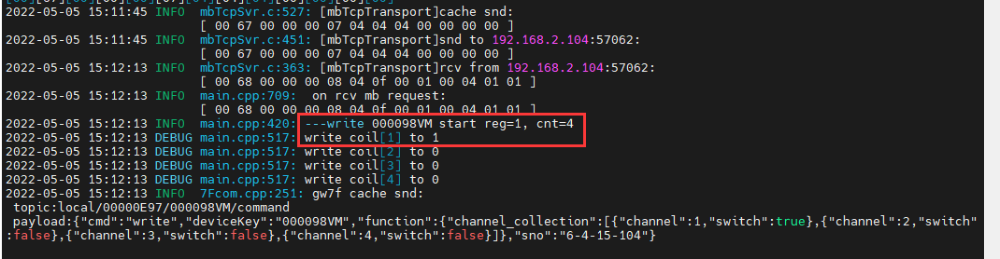 2022-05-05 15:11:45 INFO  mbTcpSvr.c:527: [mbTcpTransport]cache snd:
[ 00 67 00 00 00 07 04 04 04 00 00 00 00 ]
2022-05-05 15:11:45 INFO  mbTcpSvr.c:451: [mbTcpTransport]snd to 192.168.2.104:57062:
[ 00 67 00 00 00 07 04 04 04 00 00 00 00 ]
2022-05-05 15:12:13 INFO  mbTcpSvr.c:363: [mbTcpTransport]rcv from 192.168.2.104:57062:
[ 00 68 00 00 00 08 04 0f 00 01 00 04 01 01 ]
2022-05-05 15:12:13 INFO  main.cpp:709:  on rcv mb request:
[ 00 68 00 00 00 08 04 0f 00 01 00 04 01 01 ]
2022-05-05 15:12:13 INFO  main.cpp:420: ---write 000098VM start reg=1, cnt=4
2022-05-05 15:12:13 DEBUG main.cpp:517: write coil[1] to 1
2022-05-05 15:12:13 DEBUG main.cpp:517: write coil[2] to 0
2022-05-05 15:12:13 DEBUG main.cpp:517: write coil[3] to 0
2022-05-05 15:12:13 DEBUG main.cpp:517: write coil[4] to 0
2022-05-05 15:12:13 INFO  7Fcom.cpp:251: gw7f cache snd:
topic:local/00000E97/000098VM/command
payload:{"cmd":"write","deviceKey":"000098VM","function":{"channel_collection":[{"channel":1,"switch":true},{"channel":2,"switch"
:false},{"channel":3,"switch":false},{"channel":4,"switch":false}]},"sno":"6-4-15-104"}